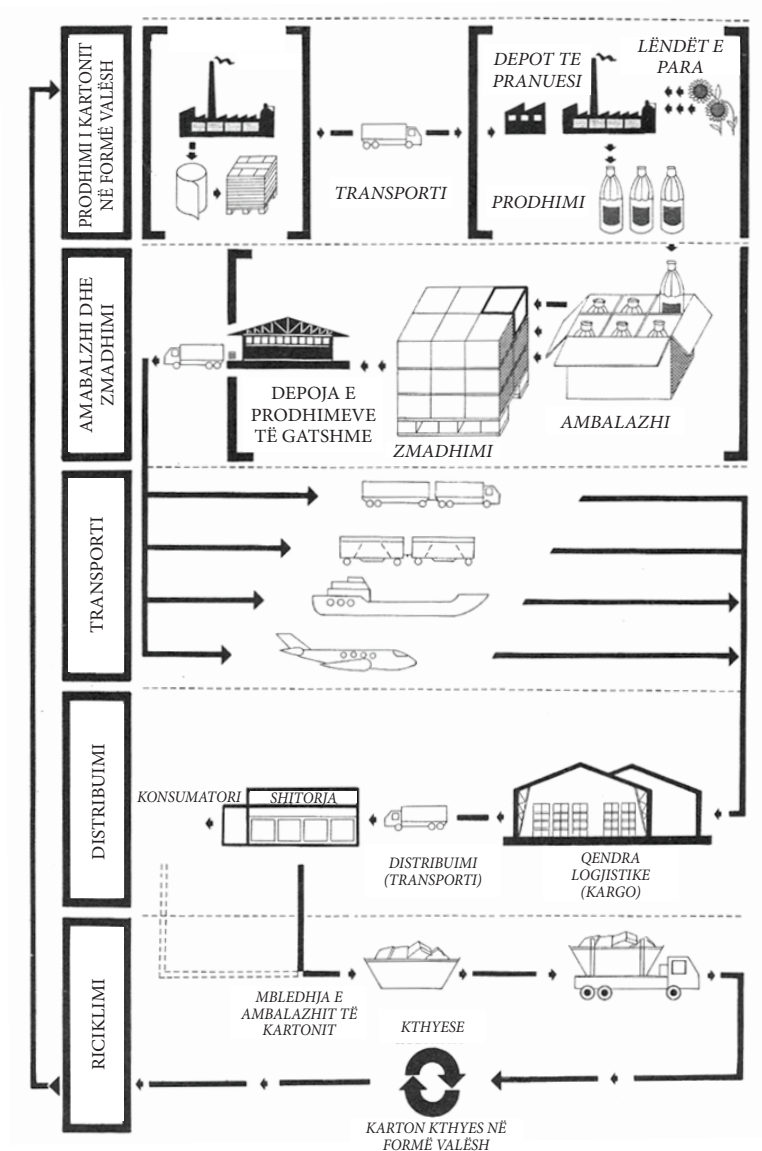 PRODHIMI I KARTONIT
NË FORMË VALËSH
DEPOT TE
PRANUESI
LËNDËT E
PARA
TRANSPORTI
PRODHIMI
AMABALZHI DHE
ZMADHIMI
DEPOJA E
PRODHIMEVE
TË GATSHME
ZMADHIMI
AMBALAZHI
TRANSPORTI
DISTRIBUIMI
KONSUMATORI
SHITORJA
DISTRIBUIMI
(TRANSPORTI)
QENDRA
LOGJISTIKE
(KARGO)
RICIKLIMI
MBLEDHJA E
AMBALAZHIT TË
KARTONIT
KTHYESE
KARTON KTHYES NË
FORMË VALËSH